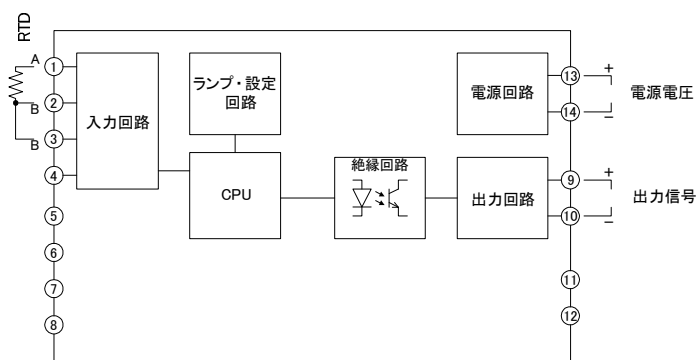 RTD
A
①
②
B
③
B
④
⑤
⑥
⑦
⑧
入力回路
ランプ・設定
回路
CPU
絶縁回路
電源回路
⑬
+
⑭
−
電源電圧
出力回路
⑨
+
⑩
−
出力信号
⑪
⑫